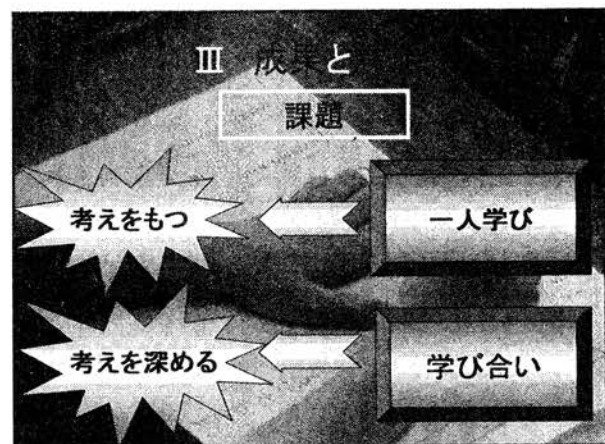 Ⅲ 成果と
課題
考えをもつ
一人学び
考えを深める
学び合い